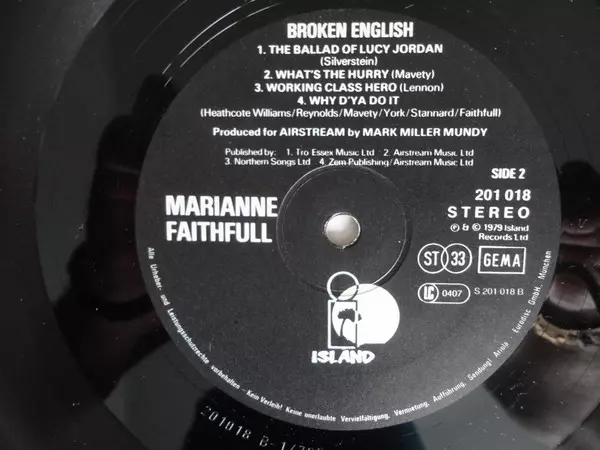 BROKEN ENGLISH
1. THE BALLAD OF LUCY JORDAN
(Silverstein)
2. WHAT'S THE HURRY (Mavety)
3. WORKING CLASS HERO (Lennon)
4. WHY D'YA DO IT
(Heathcote Williams/Reynolds/Mavety/York/Stannard/Faithfull)
Produced for AIRSTREAM by MARK MILLER MUNDY
Published by: 1. Tro Essex Music Ltd 2. Airstream Music Ltd
3. Northern Songs Ltd 4. Zem Publishing/Airstream Music Ltd
SIDE 2
201 018
STEREO
℗ & © 1979 Island
Records Ltd
MARIANNE
FAITHFULL
ST 33 GEMA
LC 0407 S 201 018 B
ISLAND
Alle Urheber- und Leistungsschutzrechte vorbehalten – Kein Verleih! Keine unerlaubte Vervielfältigung, Vermietung, Aufführung, Sendung! Ariola - Eurodisc GmbH, München
201018 B-1/